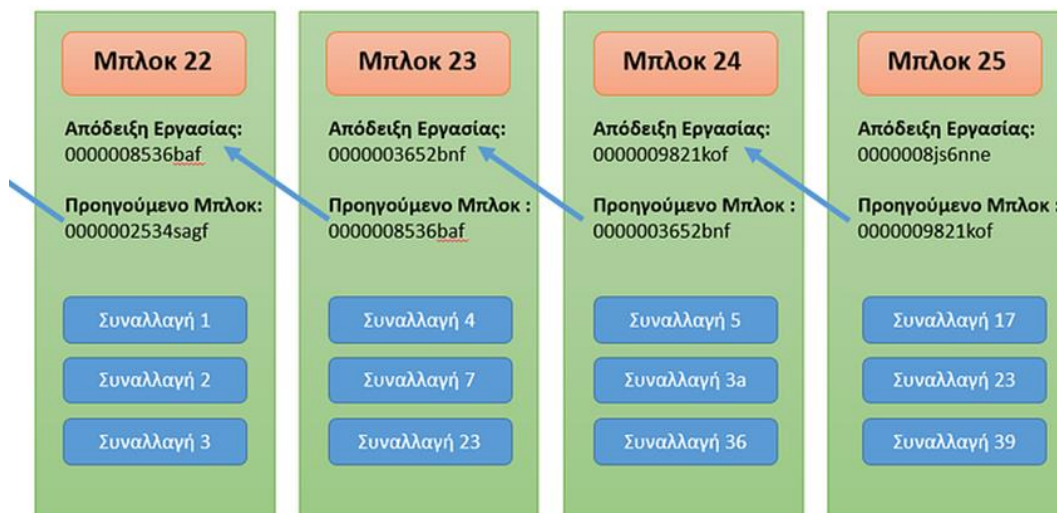 Μπλοκ 22
Απόδειξη Εργασίας:
0000008536baf
Προηγούμενο Μπλοκ:
0000002534sagf
Συναλλαγή 1
Συναλλαγή 2
Συναλλαγή 3
Μπλοκ 23
Απόδειξη Εργασίας:
0000003652bnf
Προηγούμενο Μπλοκ :
0000008536baf
Συναλλαγή 4
Συναλλαγή 7
Συναλλαγή 23
Μπλοκ 24
Απόδειξη Εργασίας:
0000009821kof
Προηγούμενο Μπλοκ :
0000003652bnf
Συναλλαγή 5
Συναλλαγή 3a
Συναλλαγή 36
Μπλοκ 25
Απόδειξη Εργασίας:
0000008js6nne
Προηγούμενο Μπλοκ :
0000009821kof
Συναλλαγή 17
Συναλλαγή 23
Συναλλαγή 39